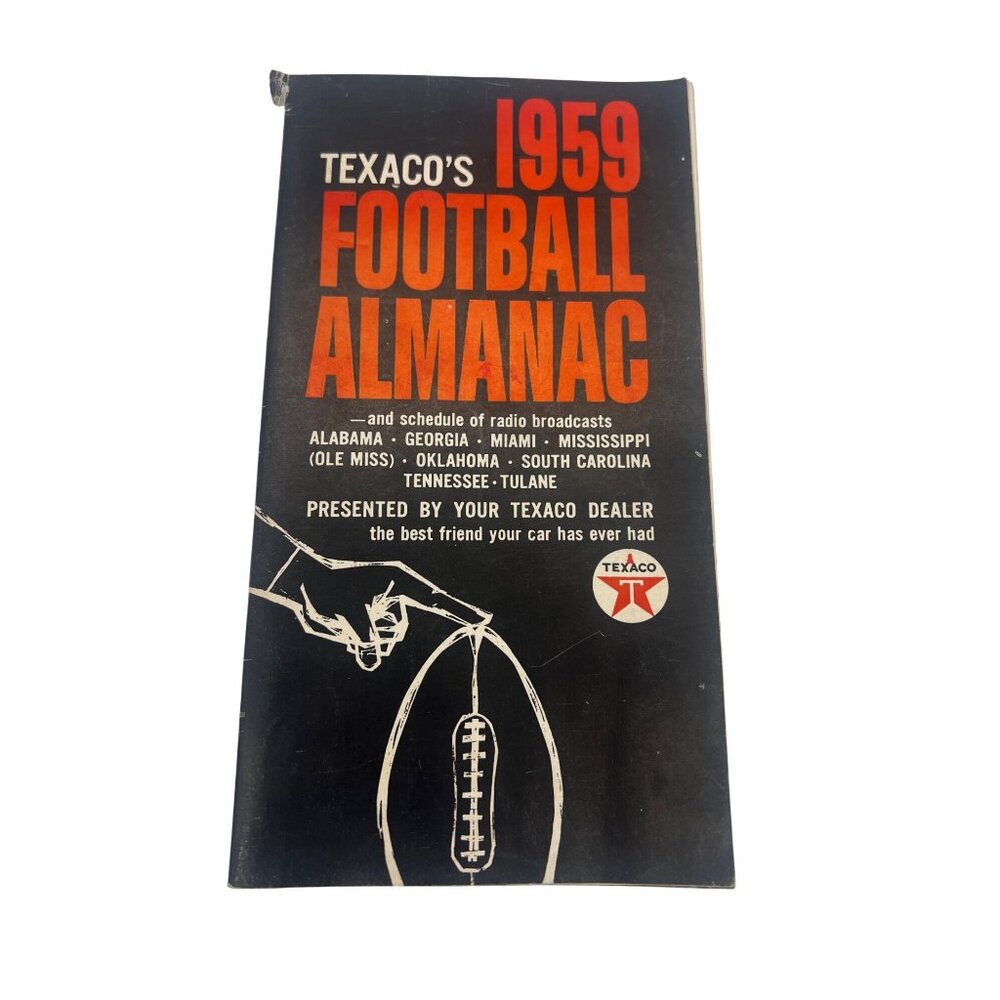 1959
TEXACO'S
FOOTBALL
ALMANAC
—and schedule of radio broadcasts
ALABAMA · GEORGIA · MIAMI · MISSISSIPPI
(OLE MISS) · OKLAHOMA · SOUTH CAROLINA
TENNESSEE · TULANE
PRESENTED BY YOUR TEXACO DEALER
the best friend your car has ever had
TEXACO
T